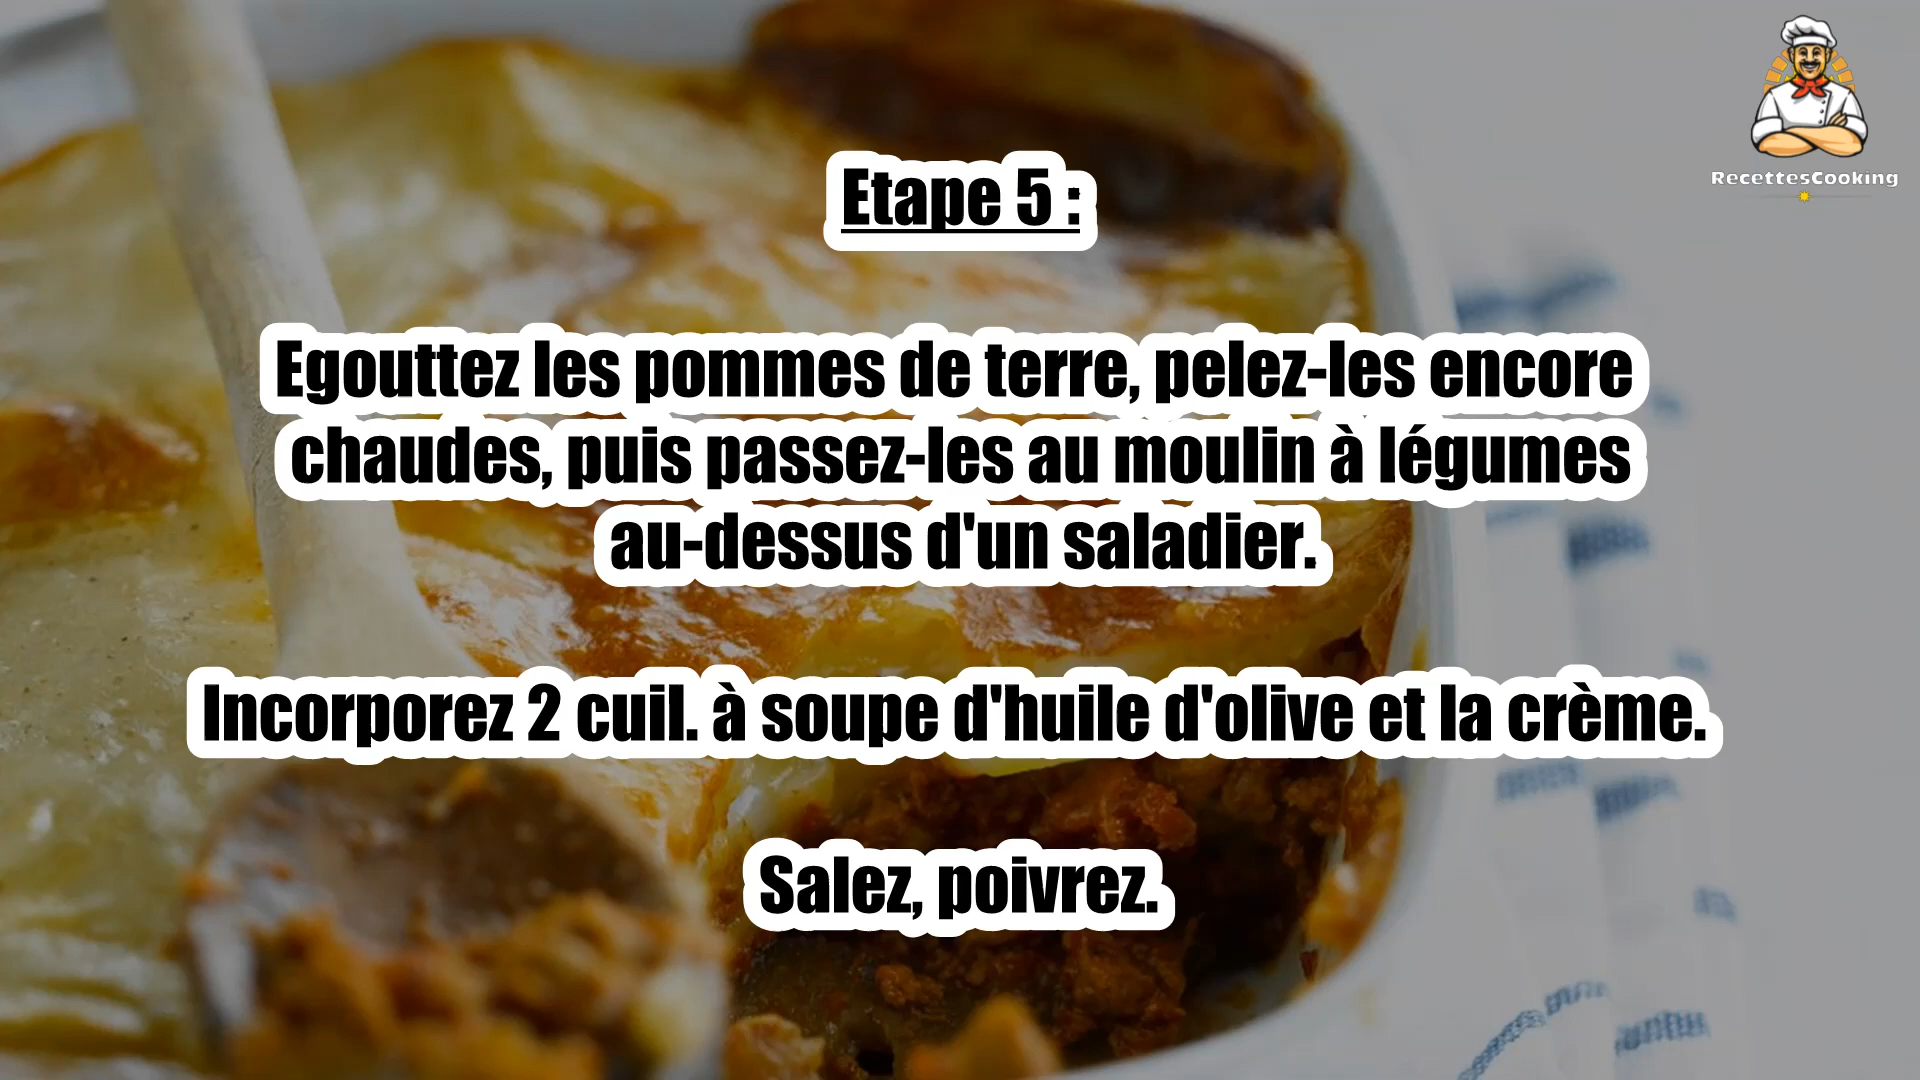 RecettesCooking
Etape 5 :
Egouttez les pommes de terre, pelez-les encore
chaudes, puis passez-les au moulin à légumes
au-dessus d'un saladier.
Incorporez 2 cuil. à soupe d'huile d'olive et la crème.
Salez, poivrez.